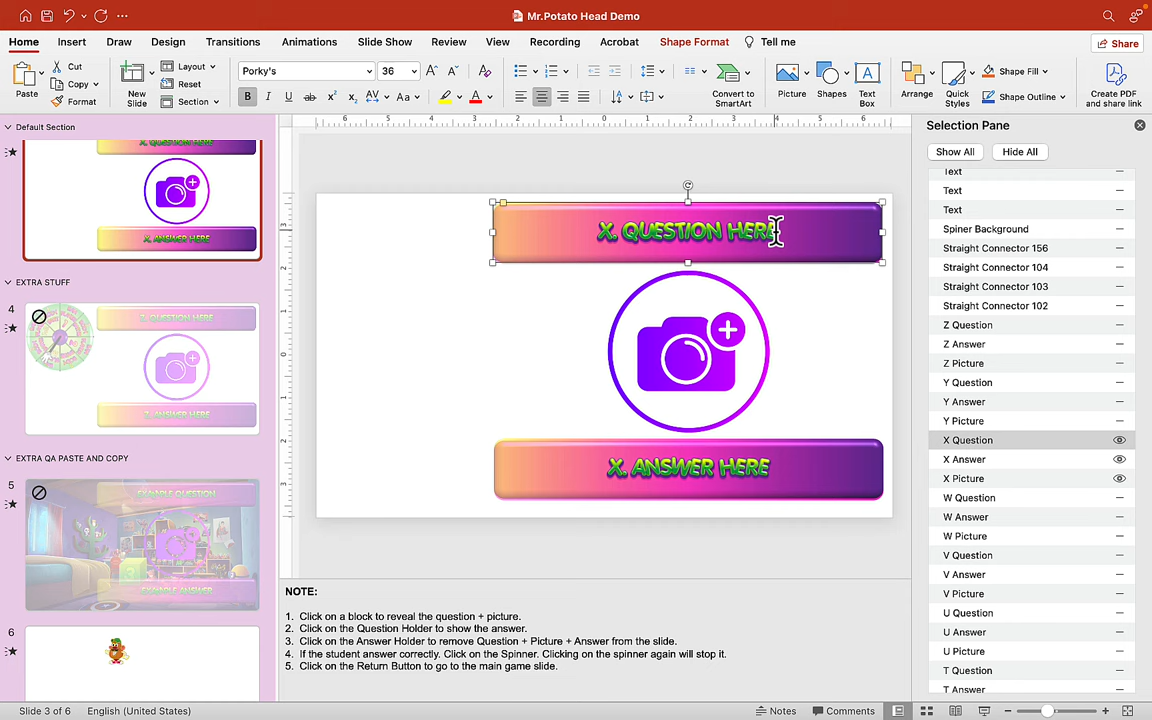 Mr.Potato Head Demo
Home Insert Draw Design Transitions Animations Slide Show Review View Recording Acrobat Shape Format Tell me Share
Paste Cut Copy Format New Slide Layout Reset Section Porky's 36 Convert to SmartArt Picture Shapes Text Box Arrange Quick Styles Shape Fill Shape Outline Create PDF and share link
Default Section
X. QUESTION HERE
X. ANSWER HERE
EXTRA STUFF
4
Z. QUESTION HERE
Z. ANSWER HERE
EXTRA QA PASTE AND COPY
5
EXAMPLE QUESTION
EXAMPLE ANSWER
6
X. QUESTION HERE
X. ANSWER HERE
NOTE:
1. Click on a block to reveal the question + picture.
2. Click on the Question Holder to show the answer.
3. Click on the Answer Holder to remove Question + Picture + Answer from the slide.
4. If the student answer correctly. Click on the Spinner. Clicking on the spinner again will stop it.
5. Click on the Return Button to go to the main game slide.
Selection Pane
Show All Hide All
Text
Text
Text
Spiner Background
Straight Connector 156
Straight Connector 104
Straight Connector 103
Straight Connector 102
Z Question
Z Answer
Z Picture
Y Question
Y Answer
Y Picture
X Question
X Answer
X Picture
W Question
W Answer
W Picture
V Question
V Answer
V Picture
U Question
U Answer
U Picture
T Question
T Answer
Slide 3 of 6 English (United States) Notes Comments